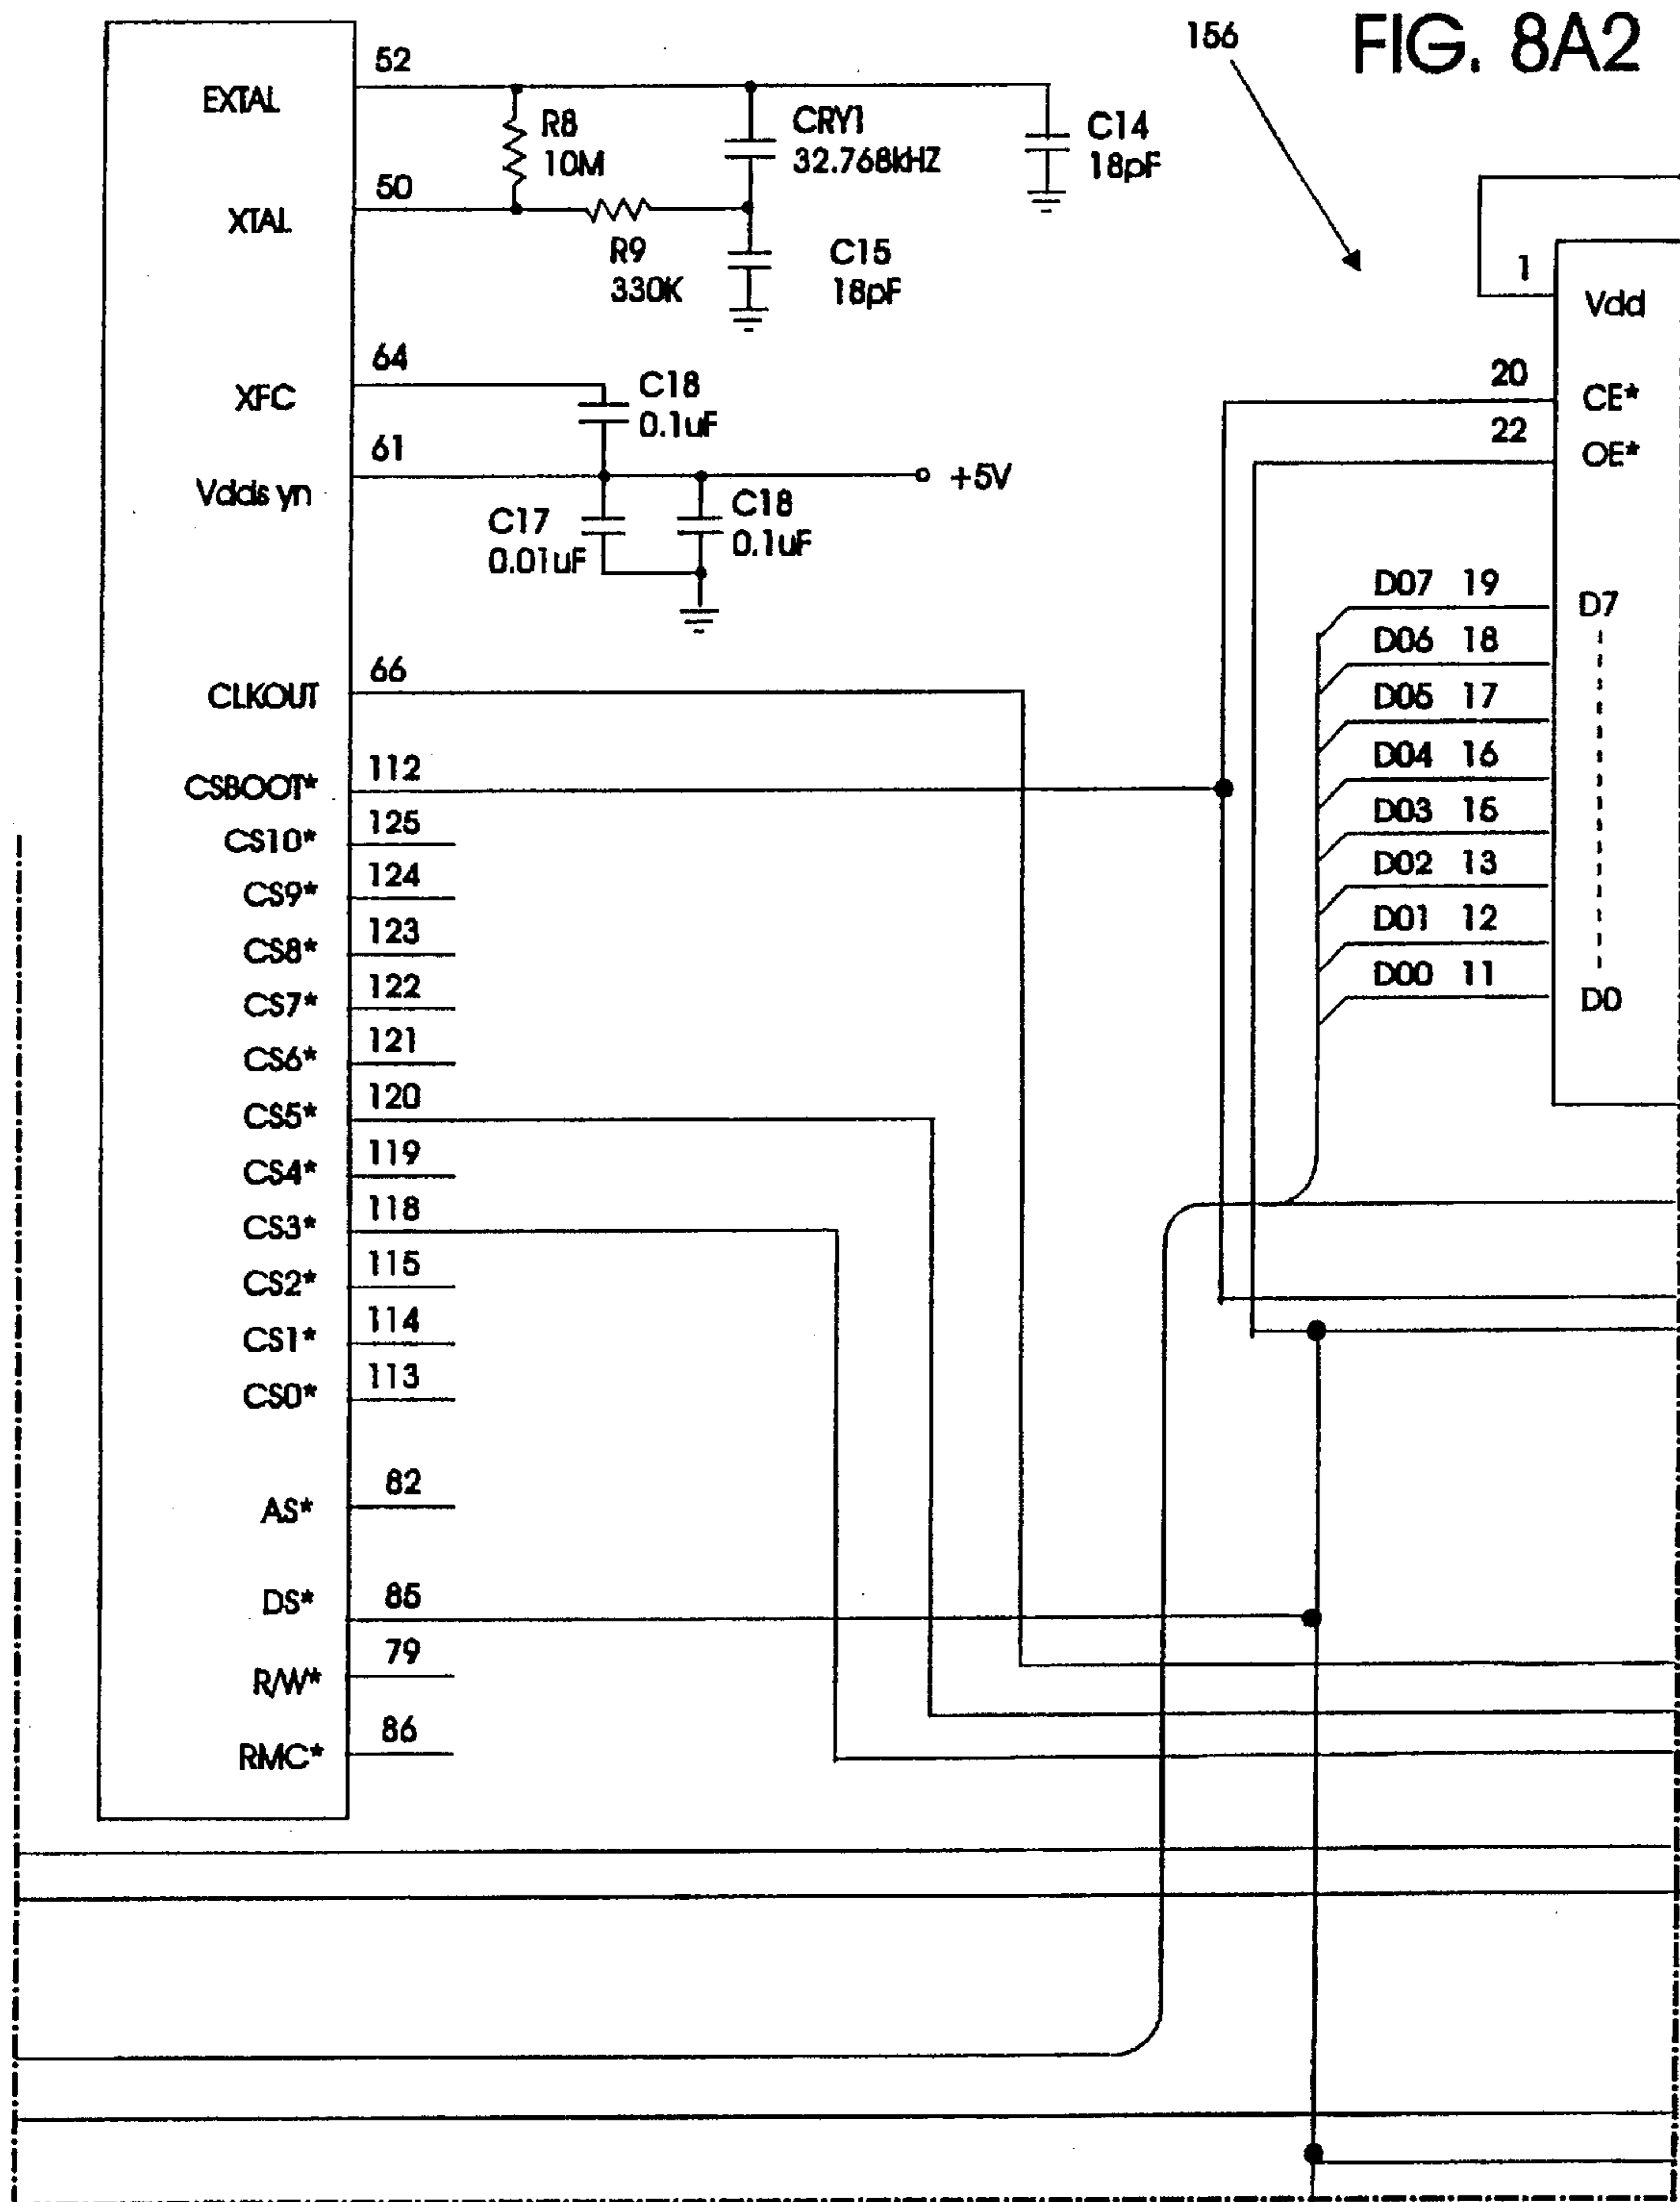 FIG. 8A2
156
EXTAL
52
R8
10M
CRY1
32.768kHZ
C14
18pF
XTAL
50
R9
330K
C15
18pF
1
Vdd
XFC
64
C18
0.1uF
20
CE*
22
OE*
Vdds yn
61
+5V
C17
0.01uF
C18
0.1uF
D07 19
D7
D06 18
D05 17
D04 16
D03 15
D02 13
D01 12
D00 11
D0
CLKOUT
66
CSBOOT*
112
CS10*
125
CS9*
124
CS8*
123
CS7*
122
CS6*
121
CS5*
120
CS4*
119
CS3*
118
CS2*
115
CS1*
114
CS0*
113
AS*
82
DS*
85
R/W*
79
RMC*
86